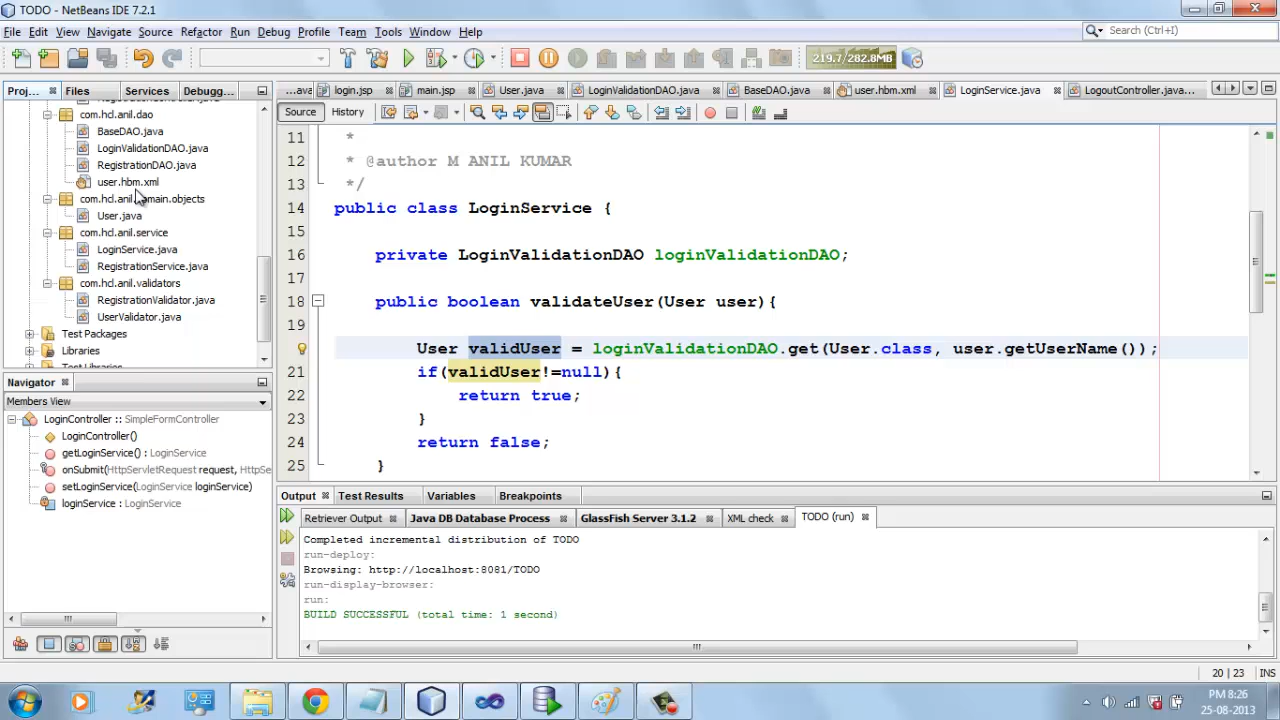 TODO - NetBeans IDE 7.2.1
File Edit View Navigate Source Refactor Run Debug Profile Team Tools Window Help
Search (Ctrl+I)
219.7/282.8MB
Proj... Files Services Debugg...
...ava login.jsp main.jsp User.java LoginValidationDAO.java BaseDAO.java user.hbm.xml LoginService.java LogoutController.java...
Source History
com.hcl.anil.dao
BaseDAO.java
LoginValidationDAO.java
RegistrationDAO.java
user.hbm.xml
com.hcl.anil.domain.objects
User.java
com.hcl.anil.service
LoginService.java
RegistrationService.java
com.hcl.anil.validators
RegistrationValidator.java
UserValidator.java
Test Packages
Libraries
Navigator
Members View
LoginController :: SimpleFormController
LoginController()
getLoginService() : LoginService
onSubmit(HttpServletRequest request, HttpSe
setLoginService(LoginService loginService)
loginService : LoginService
11 *
12 * @author M ANIL KUMAR
13 */
14 public class LoginService {
15
16 private LoginValidationDAO loginValidationDAO;
17
18 public boolean validateUser(User user){
19
User validUser = loginValidationDAO.get(User.class, user.getUserName());
21 if(validUser!=null){
22 return true;
23 }
24 return false;
25 }
Output Test Results Variables Breakpoints
Retriever Output Java DB Database Process GlassFish Server 3.1.2 XML check TODO (run)
Completed incremental distribution of TODO
run-deploy:
Browsing: http://localhost:8081/TODO
run-display-browser:
run:
BUILD SUCCESSFUL (total time: 1 second)
20 | 23 INS
PM 8:26
25-08-2013